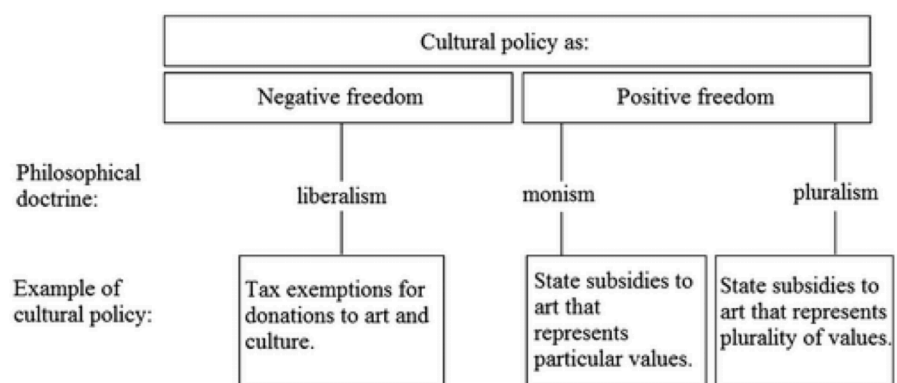 Cultural policy as:
Negative freedom
Positive freedom
Philosophical
doctrine:
liberalism
monism
pluralism
Example of
cultural policy:
Tax exemptions for
donations to art and
culture.
State subsidies to
art that
represents
particular values.
State subsidies to
art that represents
plurality of values.